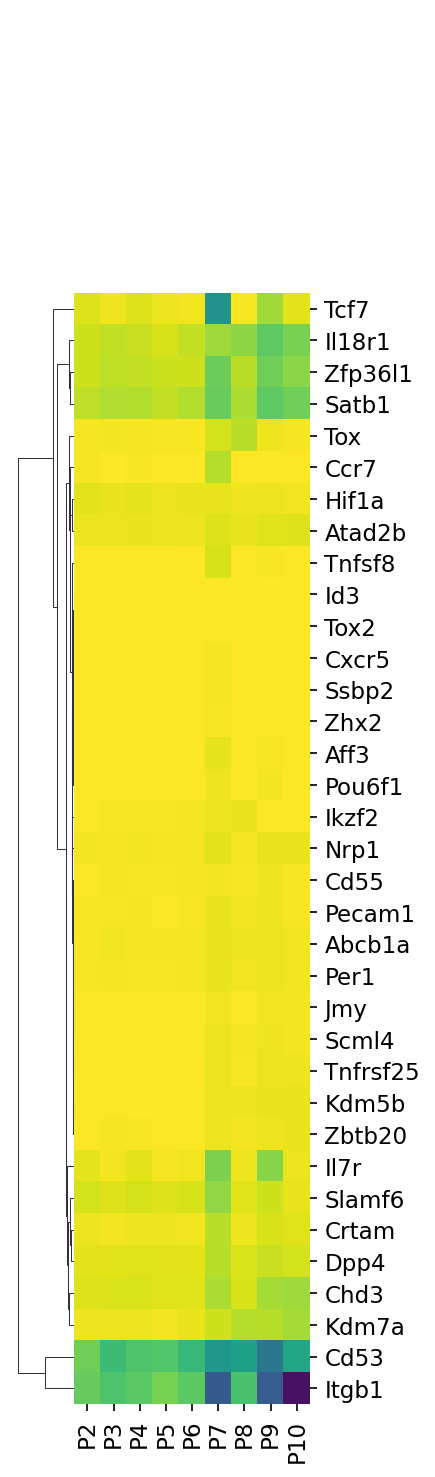 Tcf7
Il18r1
Zfp36l1
Satb1
Tox
Ccr7
Hif1a
Atad2b
Tnfsf8
Id3
Tox2
Cxcr5
Ssbp2
Zhx2
Aff3
Pou6f1
Ikzf2
Nrp1
Cd55
Pecam1
Abcb1a
Per1
Jmy
Scml4
Tnfrsf25
Kdm5b
Zbtb20
Il7r
Slamf6
Crtam
Dpp4
Chd3
Kdm7a
Cd53
Itgb1
P2 P3 P4 P5 P6 P7 P8 P9 P10